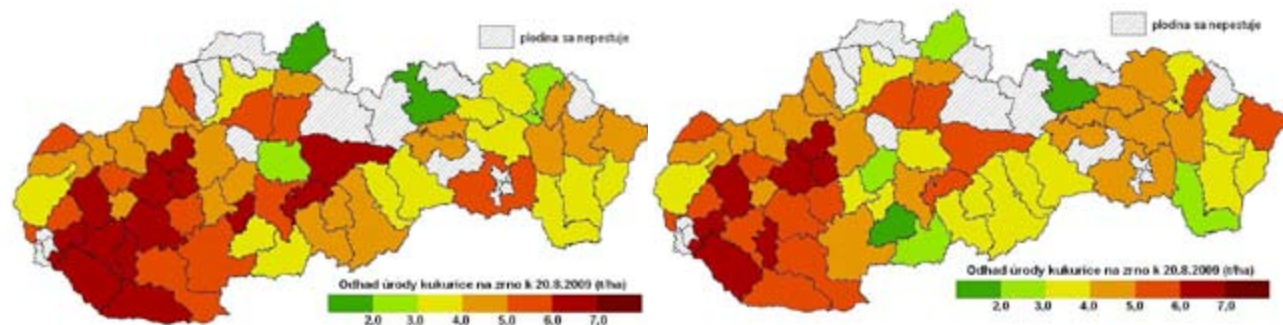 plodina sa nepestuje
Odhad úrody kukurice na zrno k 20.8.2009 (t/ha)
2,0 3,0 4,0 5,0 6,0 7,0
plodina sa nepestuje
Odhad úrody kukurice na zrno k 20.8.2009 (t/ha)
2,0 3,0 4,0 5,0 6,0 7,0